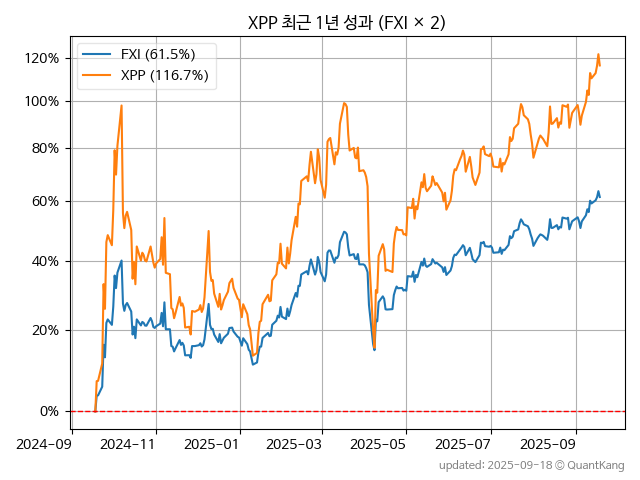 XPP 최근 1년 성과 (FXI × 2)
FXI (61.5%)
XPP (116.7%)
120%
100%
80%
60%
40%
20%
0%
2024-09 2024-11 2025-01 2025-03 2025-05 2025-07 2025-09
updated: 2025-09-18 © QuantKang